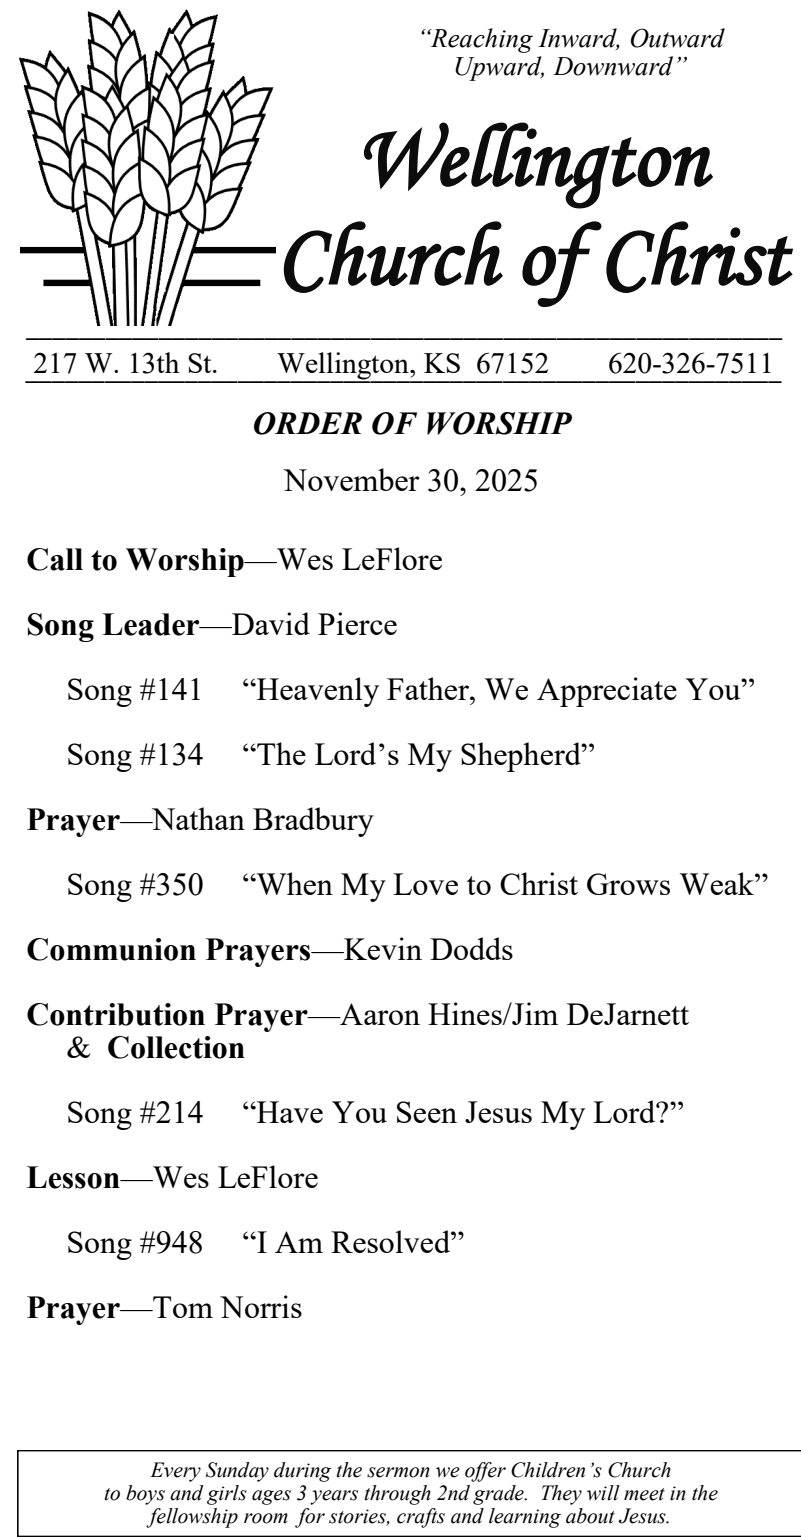 “Reaching Inward, Outward
Upward, Downward”
Wellington
Church of Christ
217 W. 13th St. Wellington, KS 67152 620-326-7511
ORDER OF WORSHIP
November 30, 2025
Call to Worship—Wes LeFlore
Song Leader—David Pierce
Song #141 “Heavenly Father, We Appreciate You”
Song #134 “The Lord’s My Shepherd”
Prayer—Nathan Bradbury
Song #350 “When My Love to Christ Grows Weak”
Communion Prayers—Kevin Dodds
Contribution Prayer—Aaron Hines/Jim DeJarnett
& Collection
Song #214 “Have You Seen Jesus My Lord?”
Lesson—Wes LeFlore
Song #948 “I Am Resolved”
Prayer—Tom Norris
Every Sunday during the sermon we offer Children’s Church
to boys and girls ages 3 years through 2nd grade. They will meet in the
fellowship room for stories, crafts and learning about Jesus.